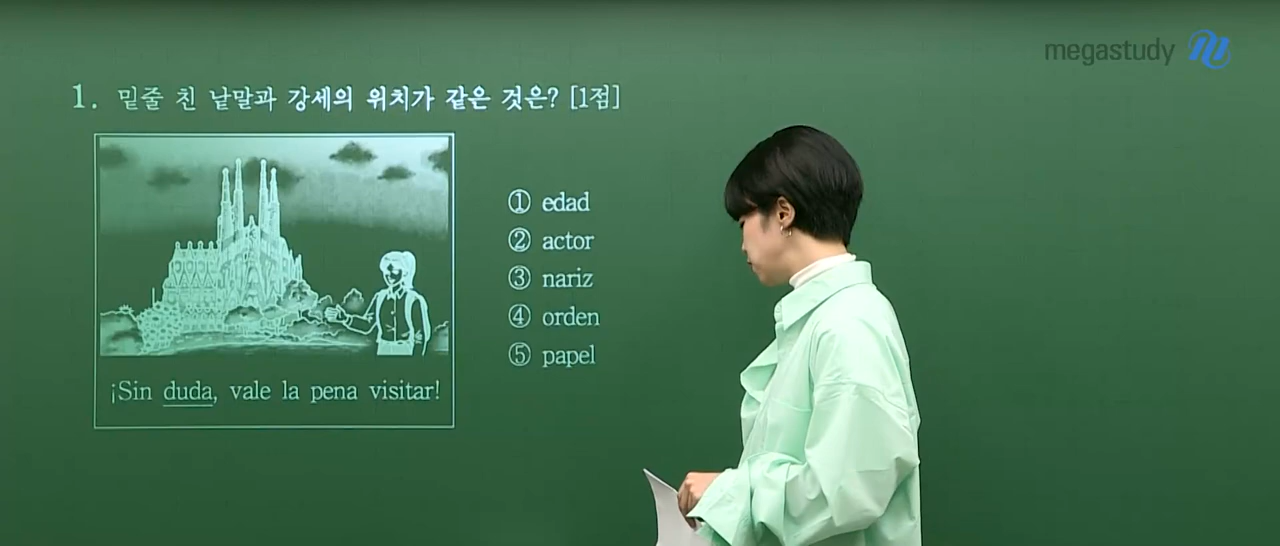 megastudy
1. 밑줄 친 낱말과 강세의 위치가 같은 것은? [1점]
① edad
② actor
③ nariz
④ orden
⑤ papel
¡Sin duda, vale la pena visitar!